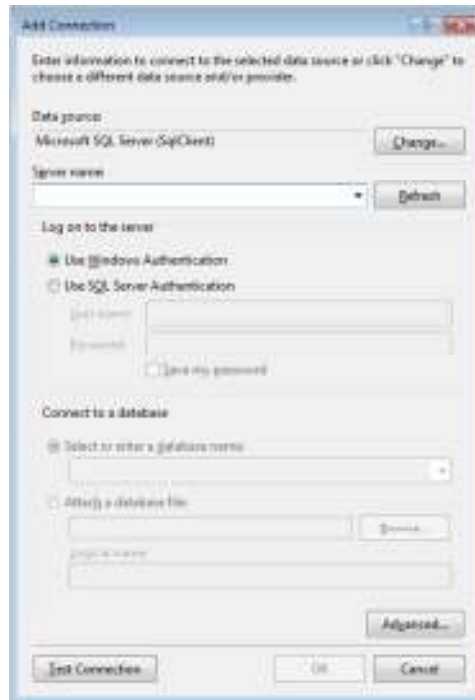 Add Connection
Enter information to connect to the selected data source or click "Change" to
choose a different data source and/or provider.
Data source:
Microsoft SQL Server (SqlClient)
Change...
Server name:
Refresh
Log on to the server
Use Windows Authentication
Use SQL Server Authentication
User name:
Password:
Save my password
Connect to a database
Select or enter a database name:
Attach a database file:
Browse...
Logical name:
Advanced...
Test Connection
OK
Cancel